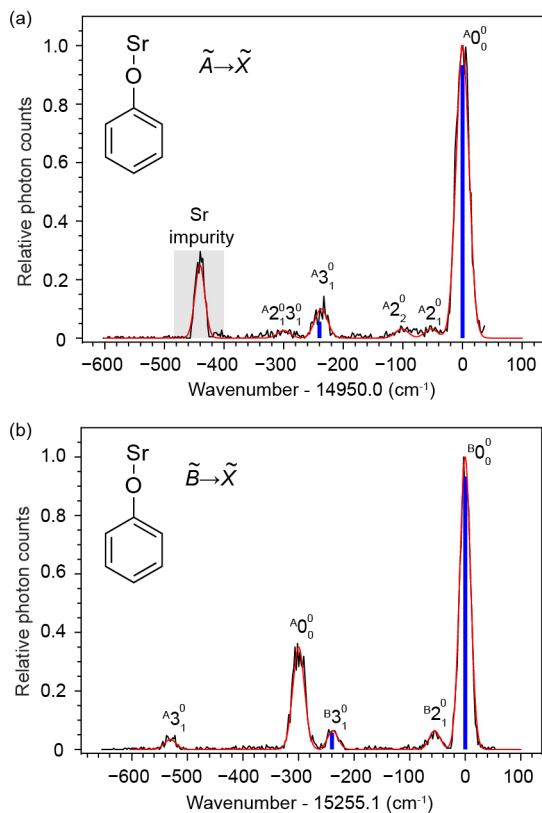 (a)
Sr
O
Ã→X̃
ᴬ0⁰₀
Sr
impurity
ᴬ3⁰₁
ᴬ2⁰₁3⁰₁
ᴬ2⁰₂
ᴬ2⁰₁
Relative photon counts
1.0
0.8
0.6
0.4
0.2
0
−600 −500 −400 −300 −200 −100 0 100
Wavenumber - 14950.0 (cm⁻¹)
(b)
Sr
O
B̃→X̃
ᴮ0⁰₀
ᴬ0⁰₀
ᴬ3⁰₁
ᴮ3⁰₁
ᴮ2⁰₁
Relative photon counts
1.0
0.8
0.6
0.4
0.2
0
−600 −500 −400 −300 −200 −100 0 100
Wavenumber - 15255.1 (cm⁻¹)